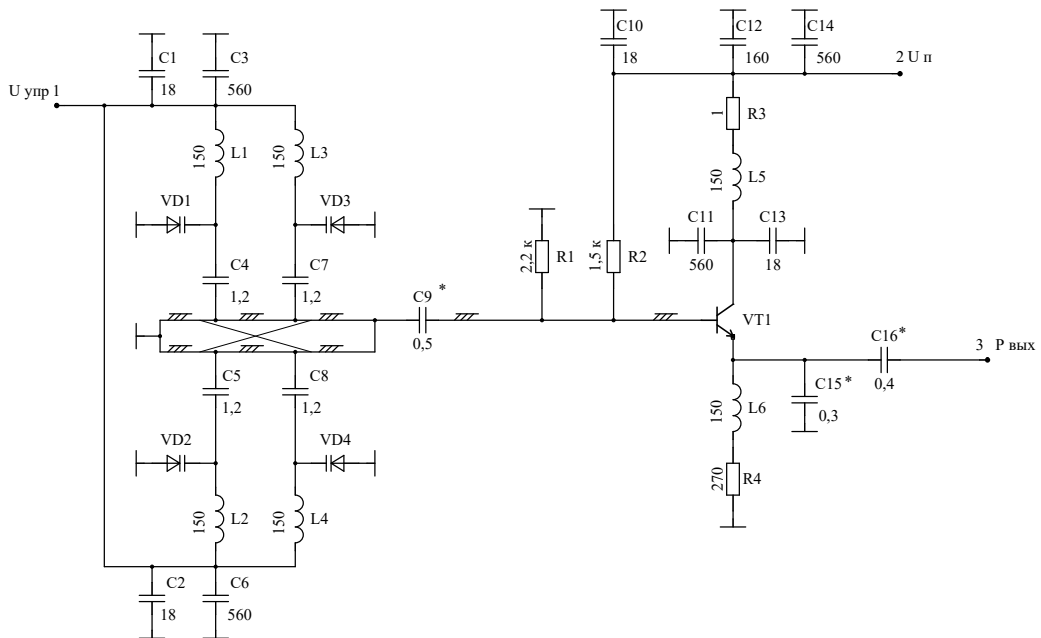 C10
C12
C14
18
160
560
2 U п
C1
C3
18
560
U упр 1
1
R3
150
L1
150
L3
150
L5
VD1
VD3
C11
C13
560
18
2,2 к
R1
1,5 к
R2
C4
C7
1,2
1,2
C9 *
0,5
VT1
C16 *
3 P вых
0,4
C5
C8
1,2
1,2
C15 *
0,3
150
L6
VD2
VD4
270
R4
150
L2
150
L4
C2
C6
18
560